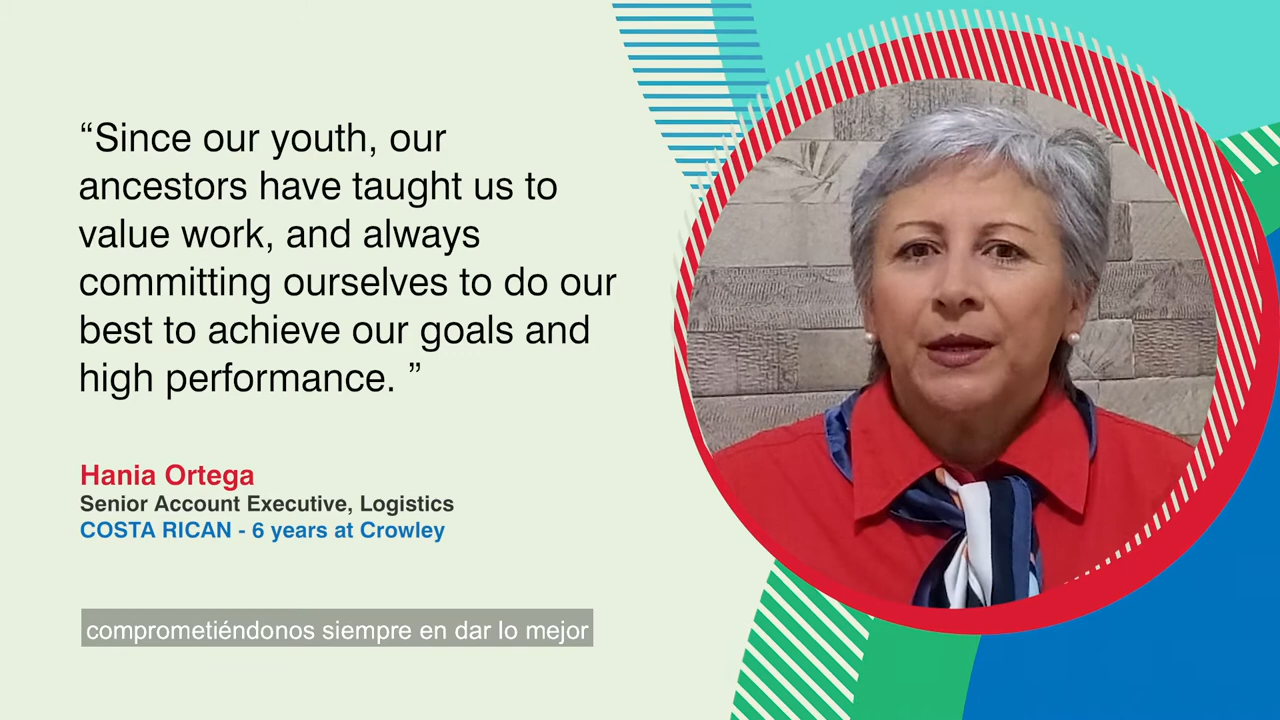 “Since our youth, our
ancestors have taught us to
value work, and always
committing ourselves to do our
best to achieve our goals and
high performance. ”
Hania Ortega
Senior Account Executive, Logistics
COSTA RICAN - 6 years at Crowley
comprometiéndonos siempre en dar lo mejor